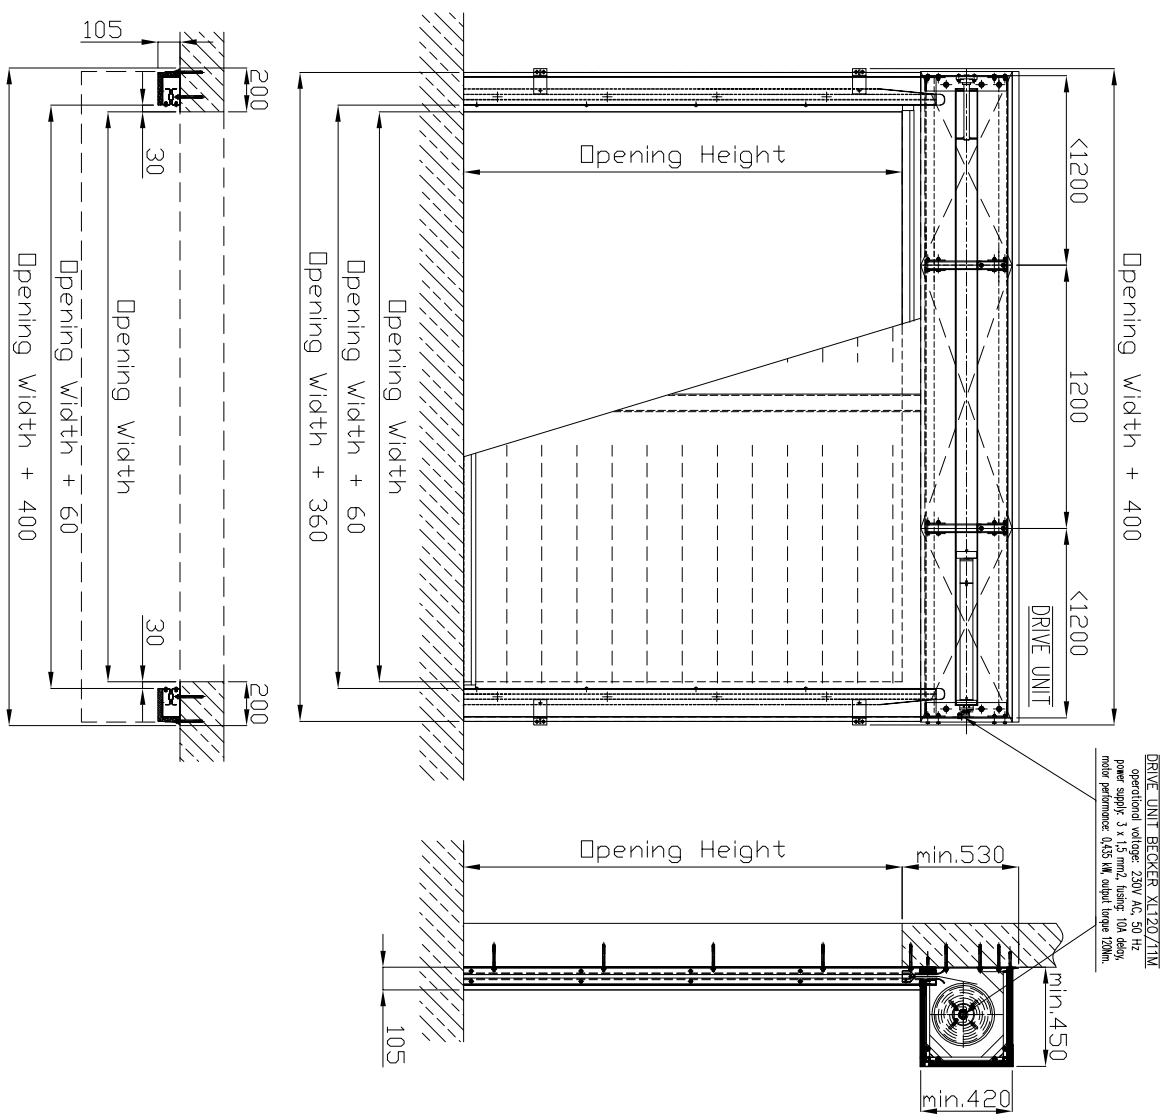 105
200
30
Opening Width
Opening Width + 60
Opening Width + 400
30
200
Opening Height
Opening Width
Opening Width + 60
Opening Width + 360
<1200
1200
<1200
Opening Width + 400
DRIVE UNIT
DRIVE UNIT BECKER XL120/11M
operational voltage: 230V AC, 50 Hz
power supply: 3 x 1,5 mm2, fusing: 10A delay,
motor performance: 0,435 kW, output torque 120Nm.
Opening Height
min.530
min.450
105
min.420